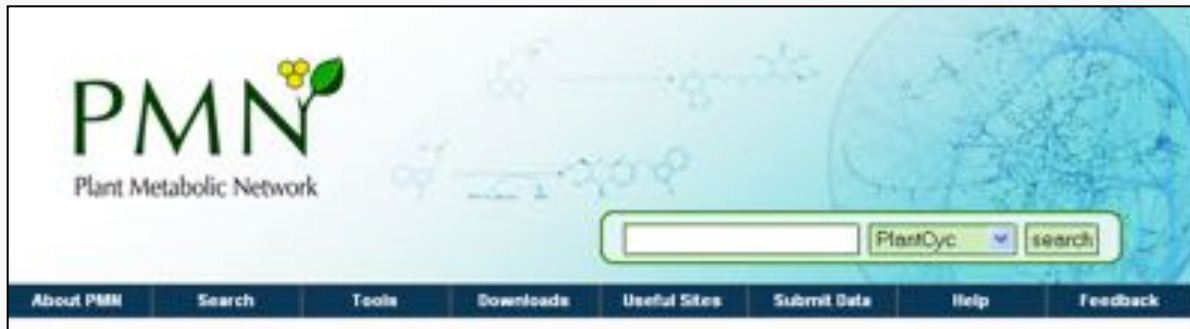 PMN
Plant Metabolic Network
PlantCyc search
About PMN Search Tools Downloads Useful Sites Submit Data Help Feedback